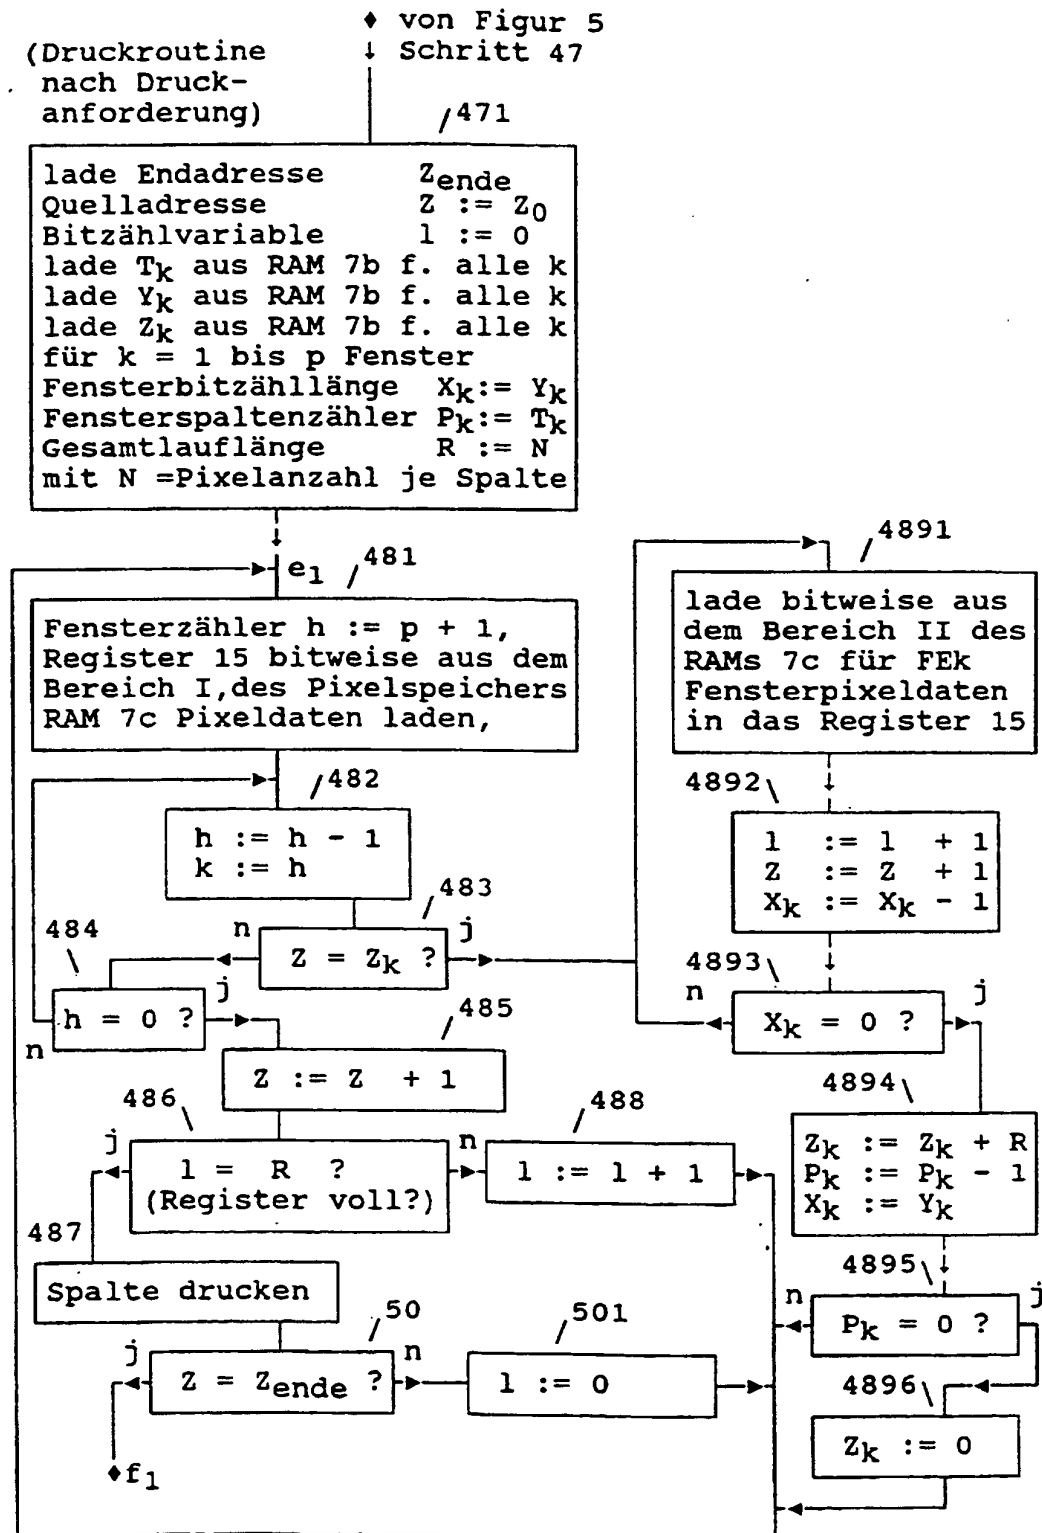 ♦ von Figur 5
(Druckroutine ↓ Schritt 47
nach Druck-
anforderung)
471
lade Endadresse Zende
Quelladresse Z := Z0
Bitzählvariable l := 0
lade Tk aus RAM 7b f. alle k
lade Yk aus RAM 7b f. alle k
lade Zk aus RAM 7b f. alle k
für k = 1 bis p Fenster
Fensterbitzähllänge Xk:= Yk
Fensterspaltenzähler Pk:= Tk
Gesamtlauflänge R := N
mit N =Pixelanzahl je Spalte
e1
481
Fensterzähler h := p + 1,
Register 15 bitweise aus dem
Bereich I,des Pixelspeichers
RAM 7c Pixeldaten laden,
482
h := h - 1
k := h
483
n
Z = Zk ?
j
484
h = 0 ?
j
n
485
Z := Z + 1
486
j
l = R ?
(Register voll?)
n
488
l := l + 1
487
Spalte drucken
50
j
Z = Zende ?
n
501
l := 0
♦f1
4891
lade bitweise aus
dem Bereich II des
RAMs 7c für FEk
Fensterpixeldaten
in das Register 15
4892
l := l + 1
Z := Z + 1
Xk := Xk - 1
4893
n
Xk = 0 ?
j
4894
Zk := Zk + R
Pk := Pk - 1
Xk := Yk
4895
n
Pk = 0 ?
j
4896
Zk := 0